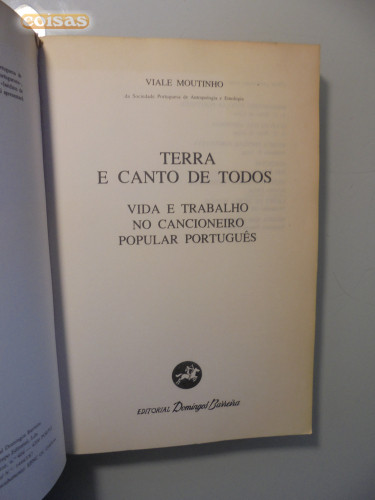 coisas
VIALE MOUTINHO
da Sociedade Portuguesa de Antropologia e Etnologia
TERRA
E CANTO DE TODOS
VIDA E TRABALHO
NO CANCIONEIRO
POPULAR PORTUGUÊS
EDITORIAL Domingos Barreira